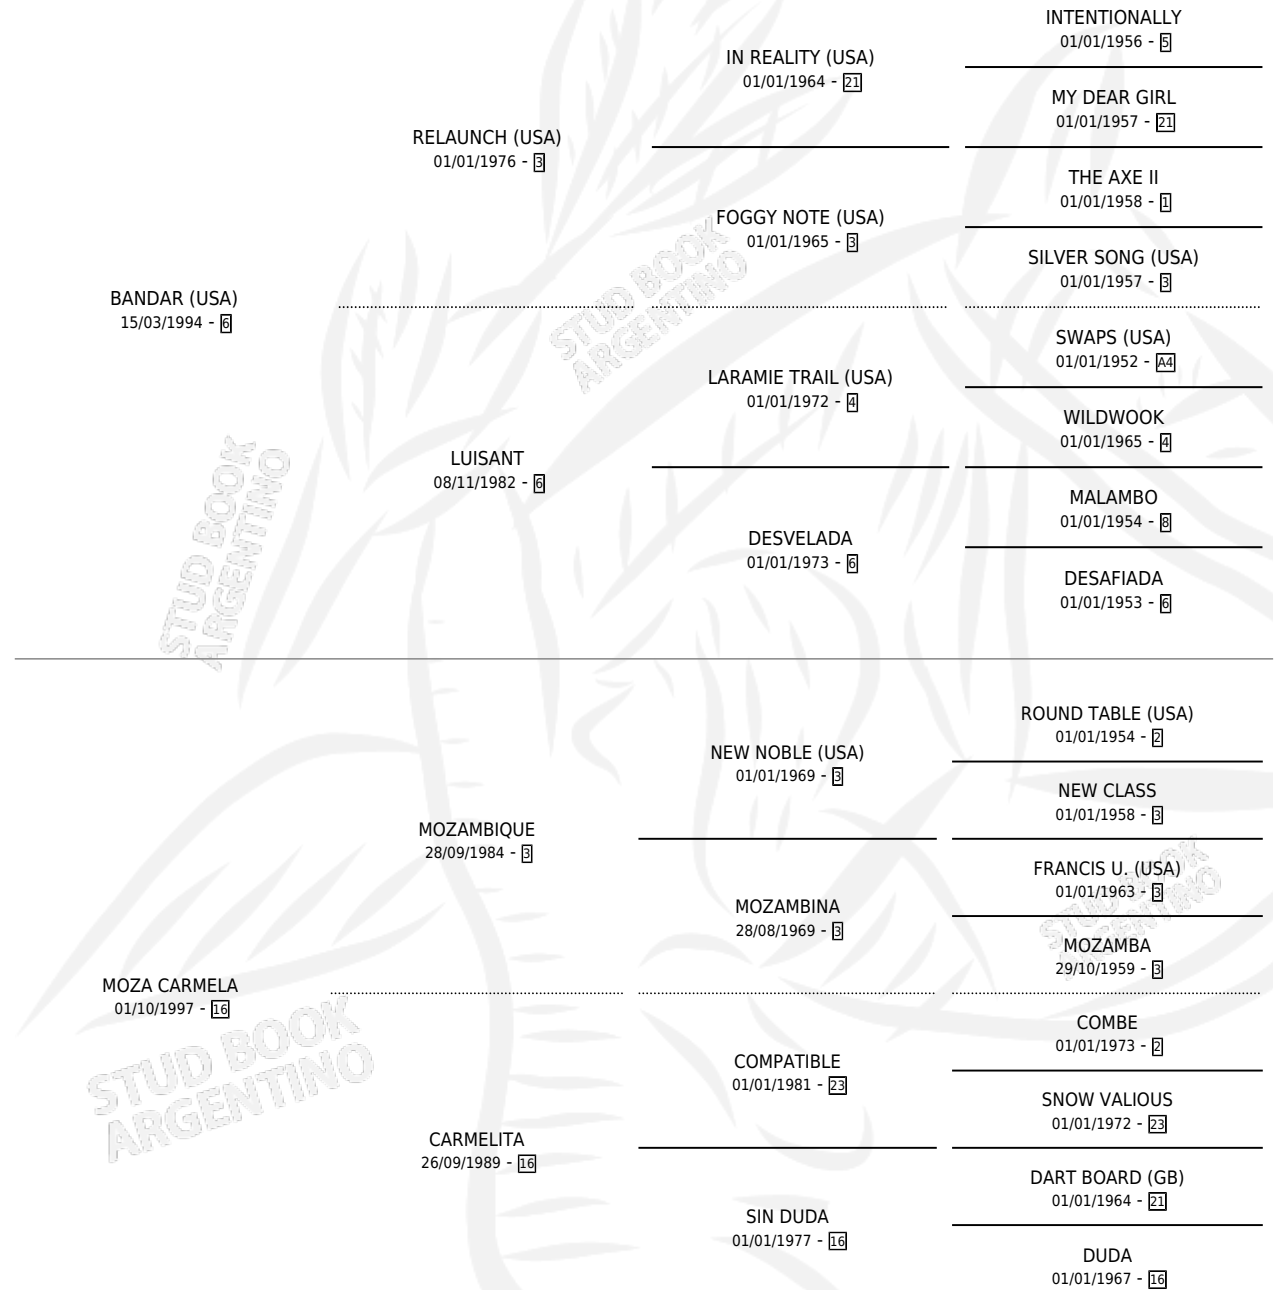 INTENTIONALLY
01/01/1956 - 5
IN REALITY (USA)
01/01/1964 - 21
MY DEAR GIRL
01/01/1957 - 21
RELAUNCH (USA)
01/01/1976 - 3
THE AXE II
01/01/1958 - 1
FOGGY NOTE (USA)
01/01/1965 - 3
SILVER SONG (USA)
01/01/1957 - 3
BANDAR (USA)
15/03/1994 - 6
SWAPS (USA)
01/01/1952 - A4
LARAMIE TRAIL (USA)
01/01/1972 - 4
WILDWOOK
01/01/1965 - 4
LUISANT
08/11/1982 - 6
MALAMBO
01/01/1954 - 8
DESVELADA
01/01/1973 - 6
DESAFIADA
01/01/1953 - 6
ROUND TABLE (USA)
01/01/1954 - 2
NEW NOBLE (USA)
01/01/1969 - 3
NEW CLASS
01/01/1958 - 3
MOZAMBIQUE
28/09/1984 - 3
FRANCIS U. (USA)
01/01/1963 - 3
MOZAMBINA
28/08/1969 - 3
MOZAMBA
29/10/1959 - 3
MOZA CARMELA
01/10/1997 - 16
COMBE
01/01/1973 - 2
COMPATIBLE
01/01/1981 - 23
SNOW VALIOUS
01/01/1972 - 23
CARMELITA
26/09/1989 - 16
DART BOARD (GB)
01/01/1964 - 21
SIN DUDA
01/01/1977 - 16
DUDA
01/01/1967 - 16
STUD BOOK
ARGENTINO
STUD BOOK
ARGENTINO
STUD BOOK
ARGENTINO
STUD BOOK
ARGENTINO